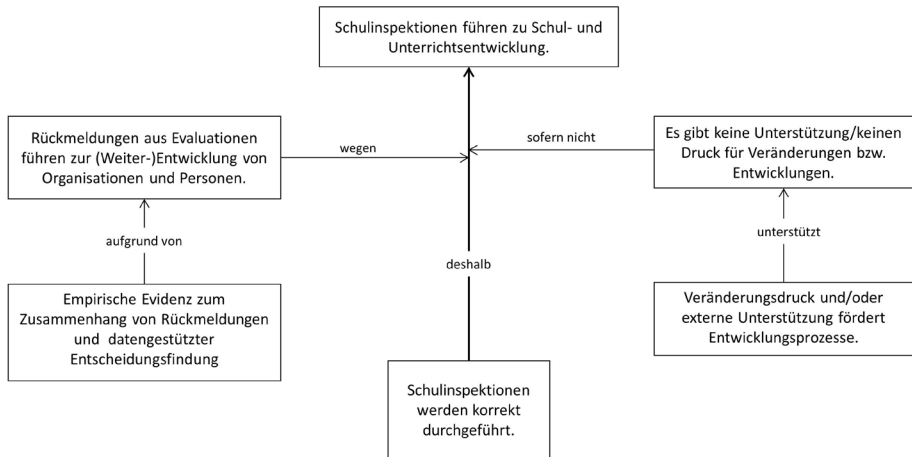 Schulinspektionen führen zu Schul- und
Unterrichtsentwicklung.
Rückmeldungen aus Evaluationen
führen zur (Weiter-)Entwicklung von
Organisationen und Personen.
wegen
sofern nicht
Es gibt keine Unterstützung/keinen
Druck für Veränderungen bzw.
Entwicklungen.
aufgrund von
deshalb
unterstützt
Empirische Evidenz zum
Zusammenhang von Rückmeldungen
und datengestützter
Entscheidungsfindung
Veränderungsdruck und/oder
externe Unterstützung fördert
Entwicklungsprozesse.
Schulinspektionen
werden korrekt
durchgeführt.